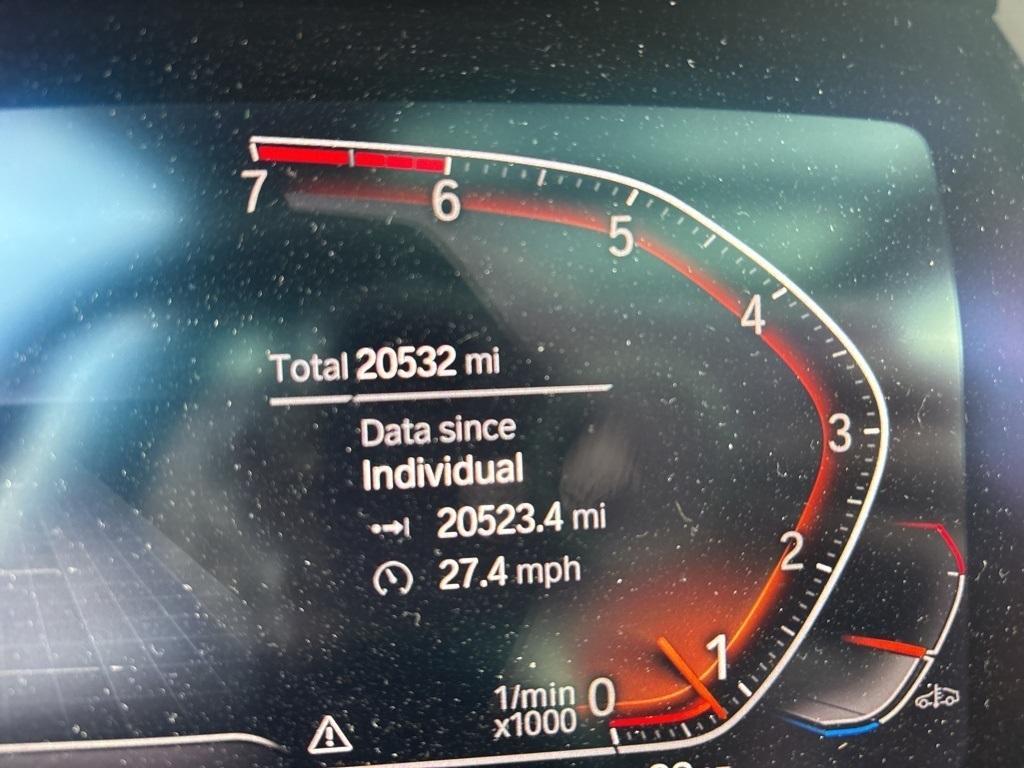 7
6
5
4
Total 20532 mi
Data since
3
Individual
20523.4 mi
2
27.4 mph
1
1/min 0
x1000